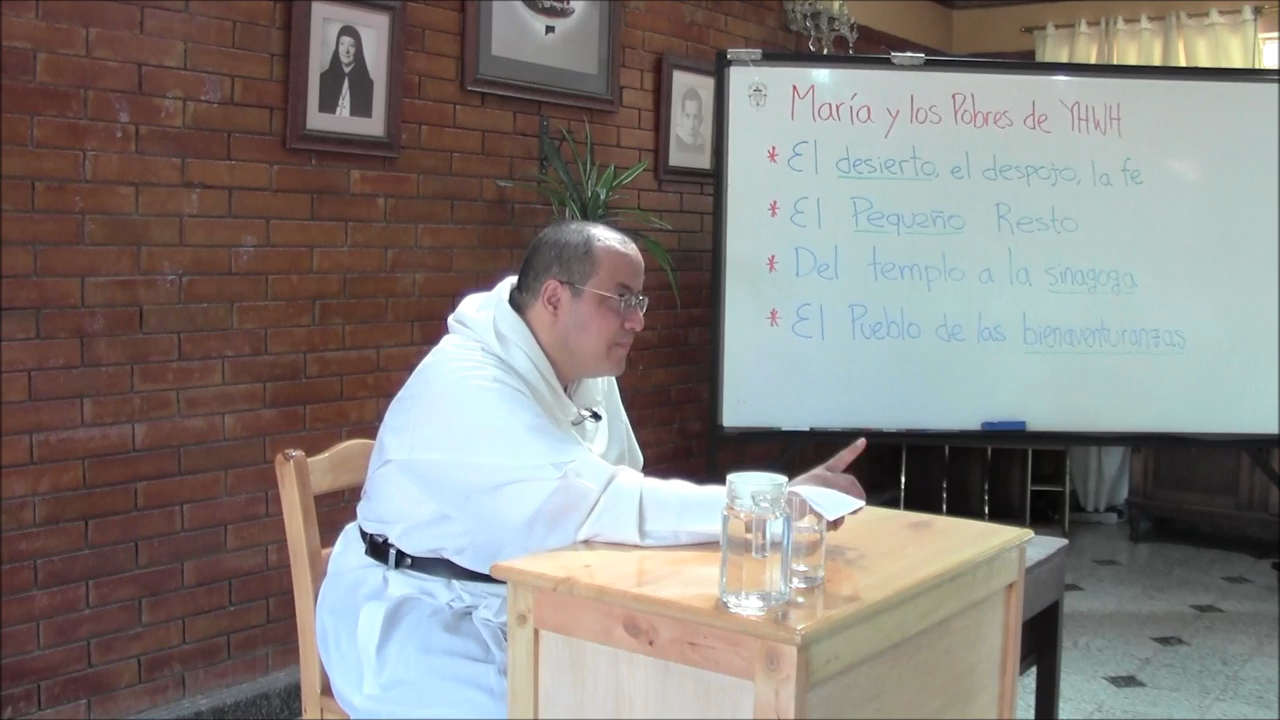 María y los Pobres de YHWH
* El desierto, el despojo, la fe
* El Pequeño Resto
* Del templo a la sinagoga
* El Pueblo de las bienaventuranzas